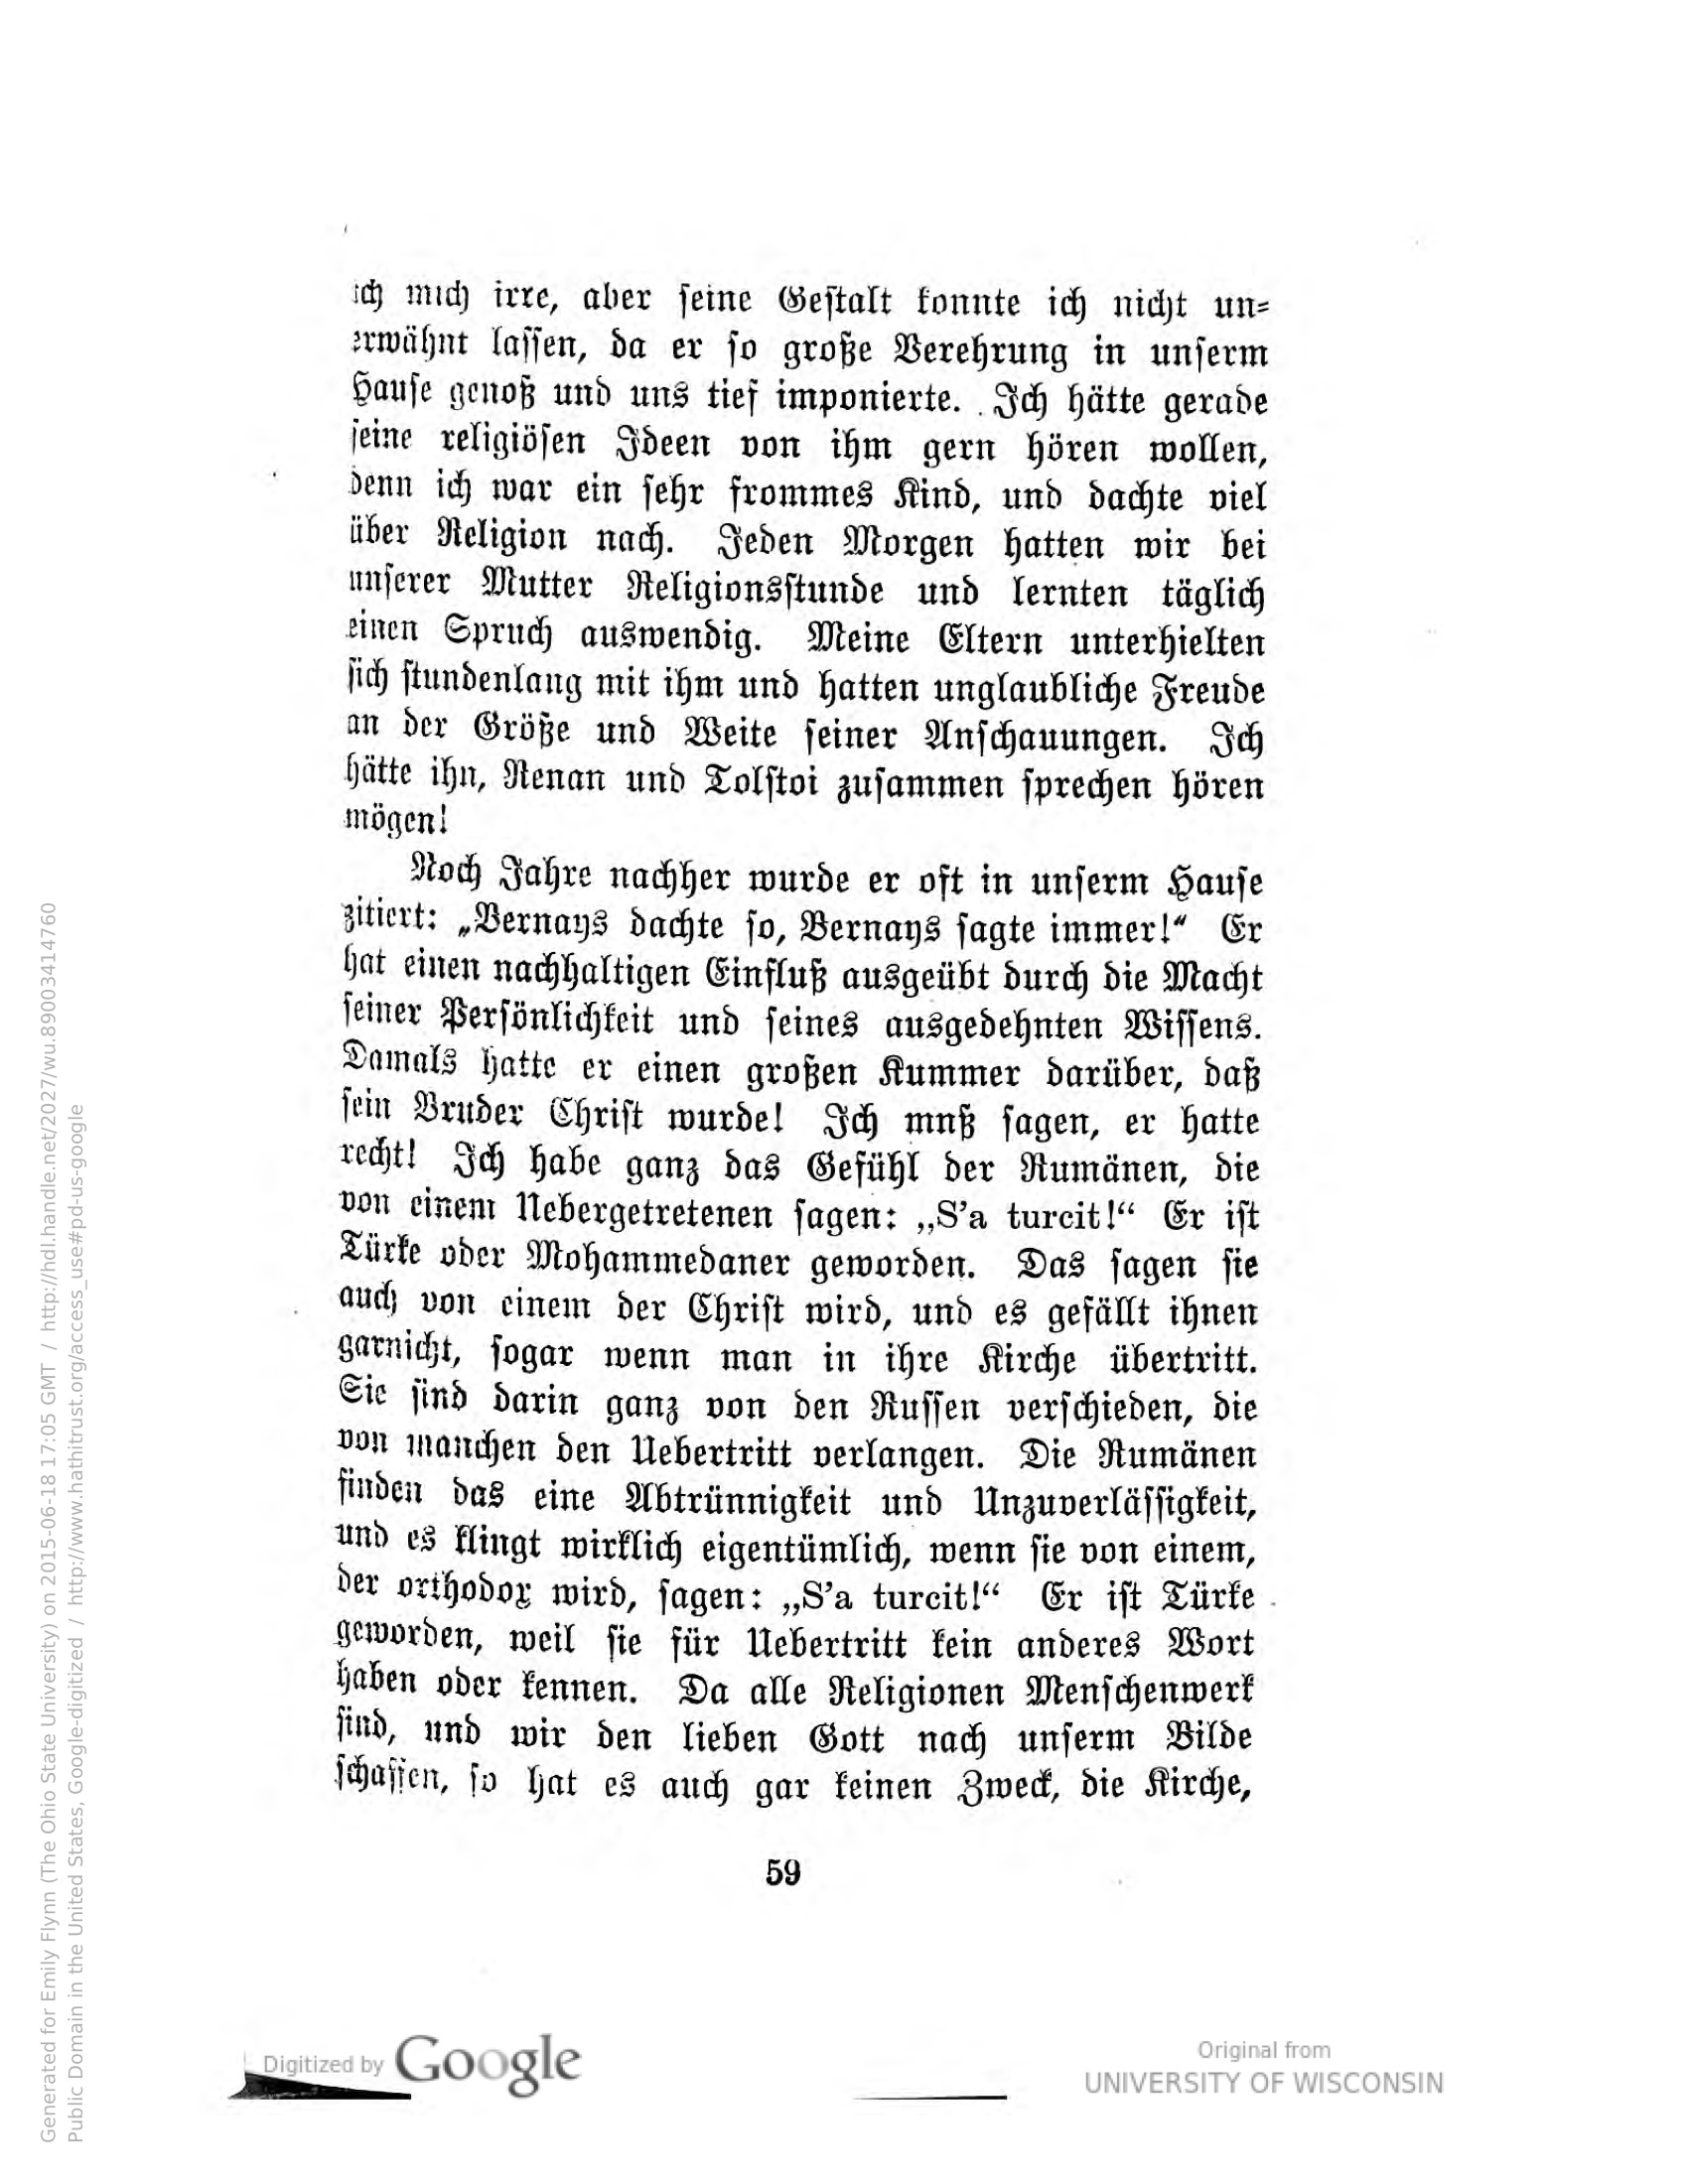 ich mich irre, aber seine Gestalt konnte ich nicht un-
erwähnt lassen, da er so große Verehrung in unserm
Hause genoß und uns tief imponierte. Ich hätte gerade
seine religiösen Ideen von ihm gern hören wollen,
denn ich war ein sehr frommes Kind, und dachte viel
über Religion nach. Jeden Morgen hatten wir bei
unserer Mutter Religionsstunde und lernten täglich
einen Spruch auswendig. Meine Eltern unterhielten
sich stundenlang mit ihm und hatten unglaubliche Freude
an der Größe und Weite seiner Anschauungen. Ich
hätte ihn, Renan und Tolstoi zusammen sprechen hören
mögen!
Noch Jahre nachher wurde er oft in unserm Hause
zitiert: „Bernays dachte so, Bernays sagte immer!“ Er
hat einen nachhaltigen Einfluß ausgeübt durch die Macht
seiner Persönlichkeit und seines ausgedehnten Wissens.
Damals hatte er einen großen Kummer darüber, daß
sein Bruder Christ wurde! Ich mnß sagen, er hatte
recht! Ich habe ganz das Gefühl der Rumänen, die
von einem Uebergetretenen sagen: „S’a turcit!“ Er ist
Türke oder Mohammedaner geworden. Das sagen sie
auch von einem der Christ wird, und es gefällt ihnen
garnicht, sogar wenn man in ihre Kirche übertritt.
Sie sind darin ganz von den Russen verschieden, die
von manchen den Uebertritt verlangen. Die Rumänen
finden das eine Abtrünnigkeit und Unzuverlässigkeit,
und es klingt wirklich eigentümlich, wenn sie von einem,
der orthodox wird, sagen: „S’a turcit!“ Er ist Türke
geworden, weil sie für Uebertritt kein anderes Wort
haben oder kennen. Da alle Religionen Menschenwerk
sind, und wir den lieben Gott nach unserm Bilde
schaffen, so hat es auch gar keinen Zweck, die Kirche,
59
Digitized by Google
Original from
UNIVERSITY OF WISCONSIN
Generated for Emily Flynn (The Ohio State University) on 2015-06-18 17:05 GMT / http://hdl.handle.net/2027/wu.89003414760
Public Domain in the United States, Google-digitized / http://www.hathitrust.org/access_use#pd-us-google